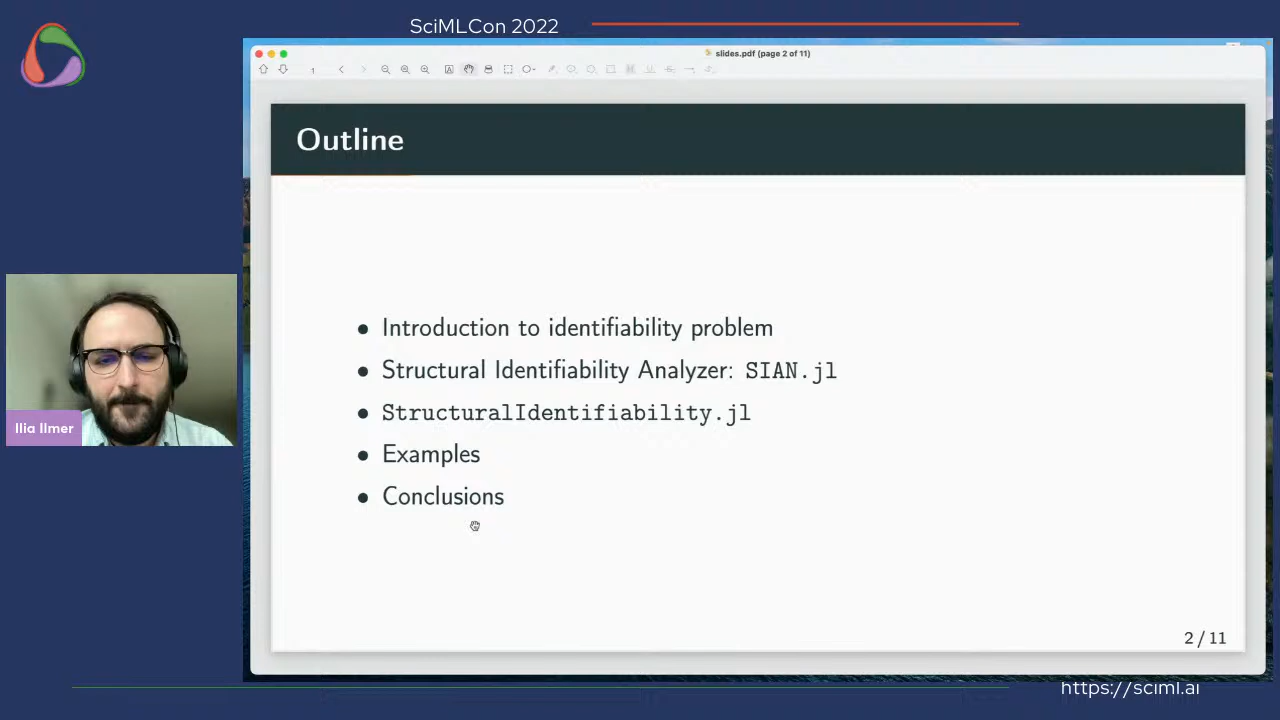 SciMLCon 2022
slides.pdf (page 2 of 11)
1
Outline
• Introduction to identifiability problem
• Structural Identifiability Analyzer: SIAN.jl
• StructuralIdentifiability.jl
• Examples
• Conclusions
Ilia Ilmer
2 / 11
https://sciml.ai